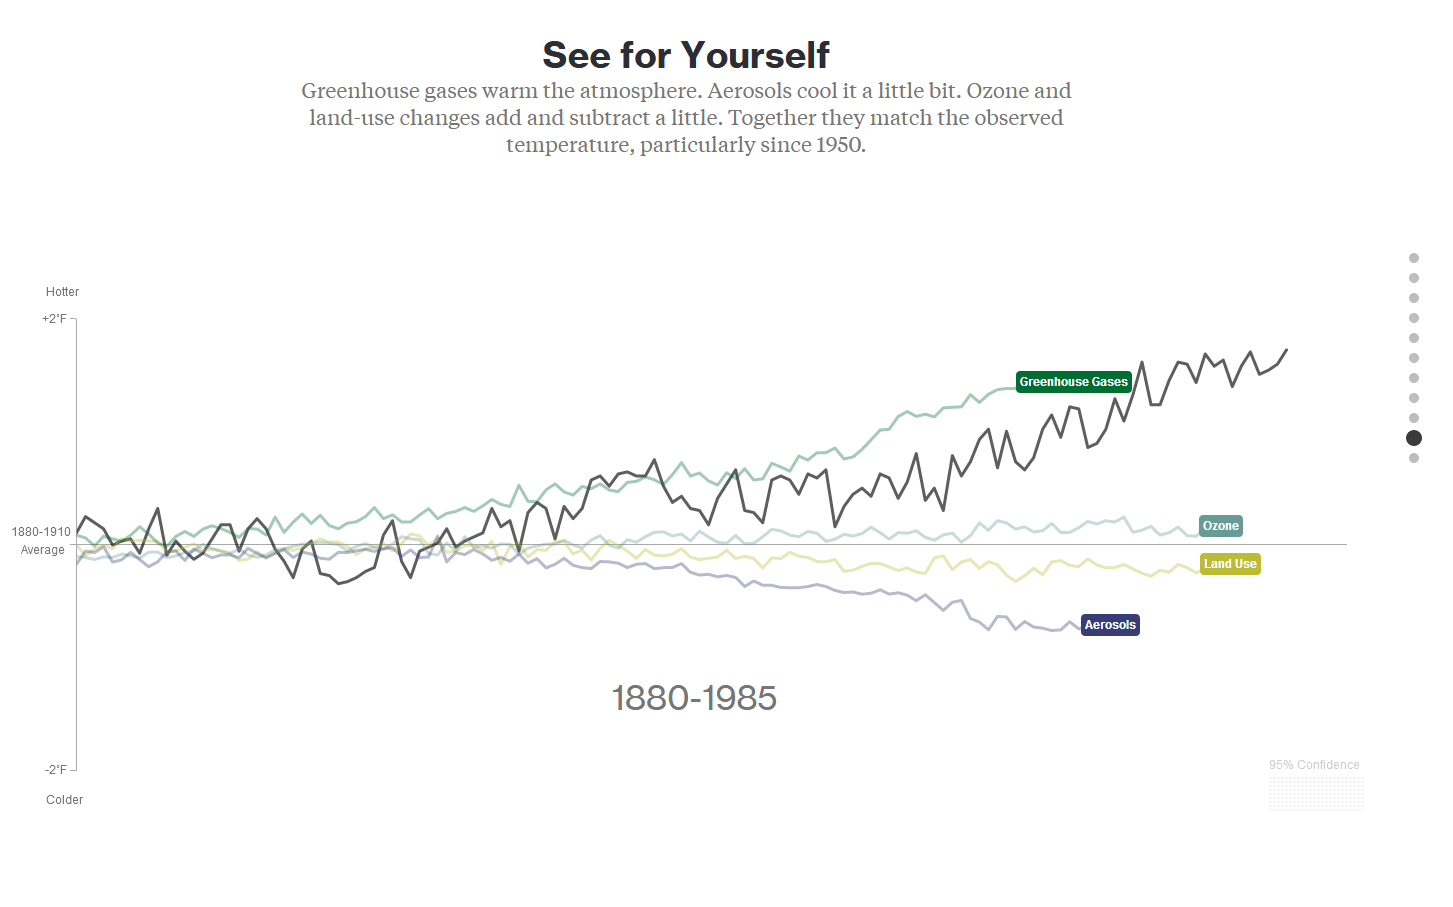 See for Yourself
Greenhouse gases warm the atmosphere. Aerosols cool it a little bit. Ozone and
land-use changes add and subtract a little. Together they match the observed
temperature, particularly since 1950.
Hotter
+2°F
Greenhouse Gases
1880-1910
Average
Ozone
Land Use
Aerosols
1880-1985
-2°F
95% Confidence
Colder